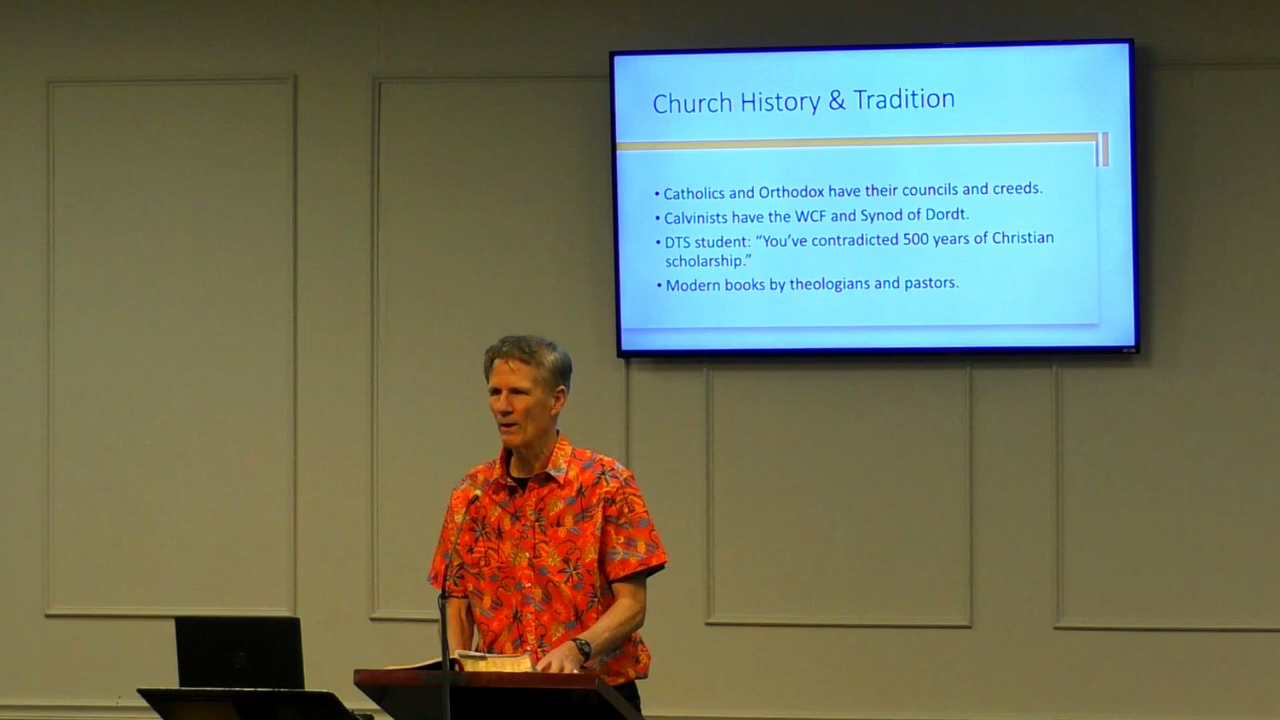 Church History & Tradition
• Catholics and Orthodox have their councils and creeds.
• Calvinists have the WCF and Synod of Dordt.
• DTS student: “You’ve contradicted 500 years of Christian
scholarship.”
• Modern books by theologians and pastors.